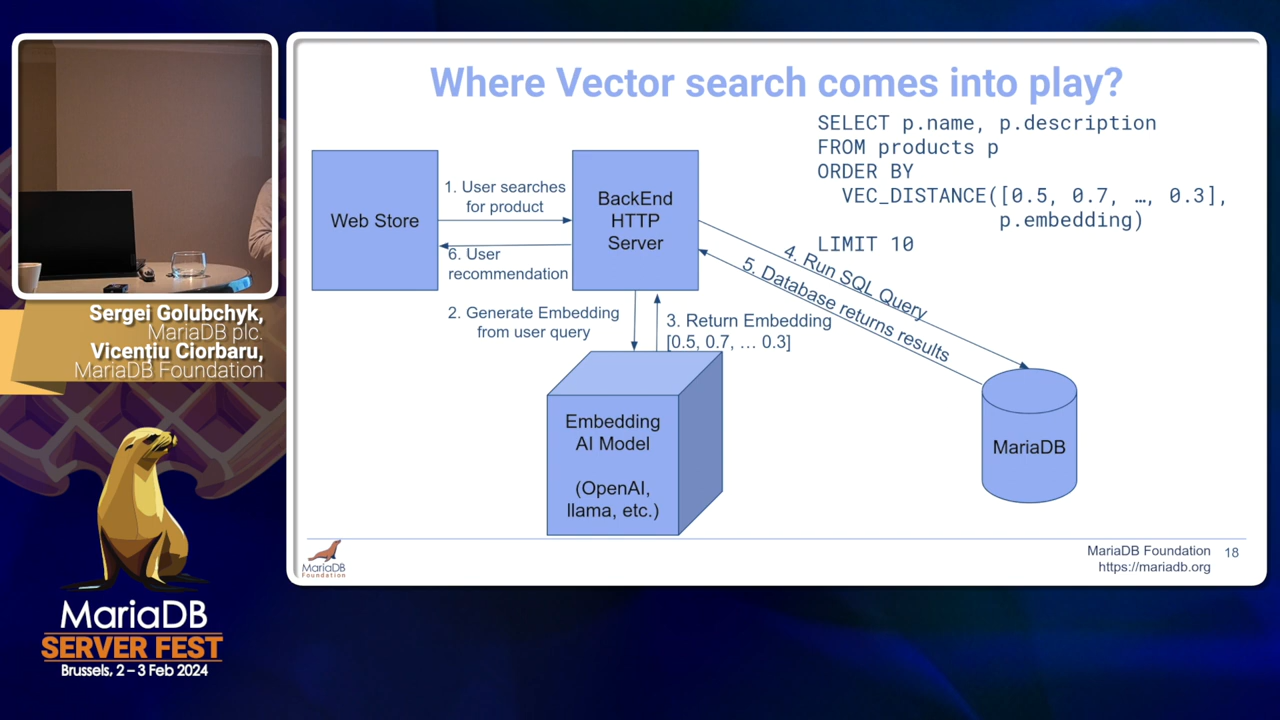 Where Vector search comes into play?
SELECT p.name, p.description
FROM products p
ORDER BY
VEC_DISTANCE([0.5, 0.7, …, 0.3],
p.embedding)
LIMIT 10
Web Store
1. User searches
for product
BackEnd
HTTP
Server
6. User
recommendation
2. Generate Embedding
from user query
3. Return Embedding
[0.5, 0.7, … 0.3]
4. Run SQL Query
5. Database returns results
Embedding
AI Model
(OpenAI,
llama, etc.)
MariaDB
MariaDB
Foundation
MariaDB Foundation 18
https://mariadb.org
Sergei Golubchyk,
MariaDB plc.
Vicențiu Ciorbaru,
MariaDB Foundation
MariaDB
SERVER FEST
Brussels, 2 – 3 Feb 2024